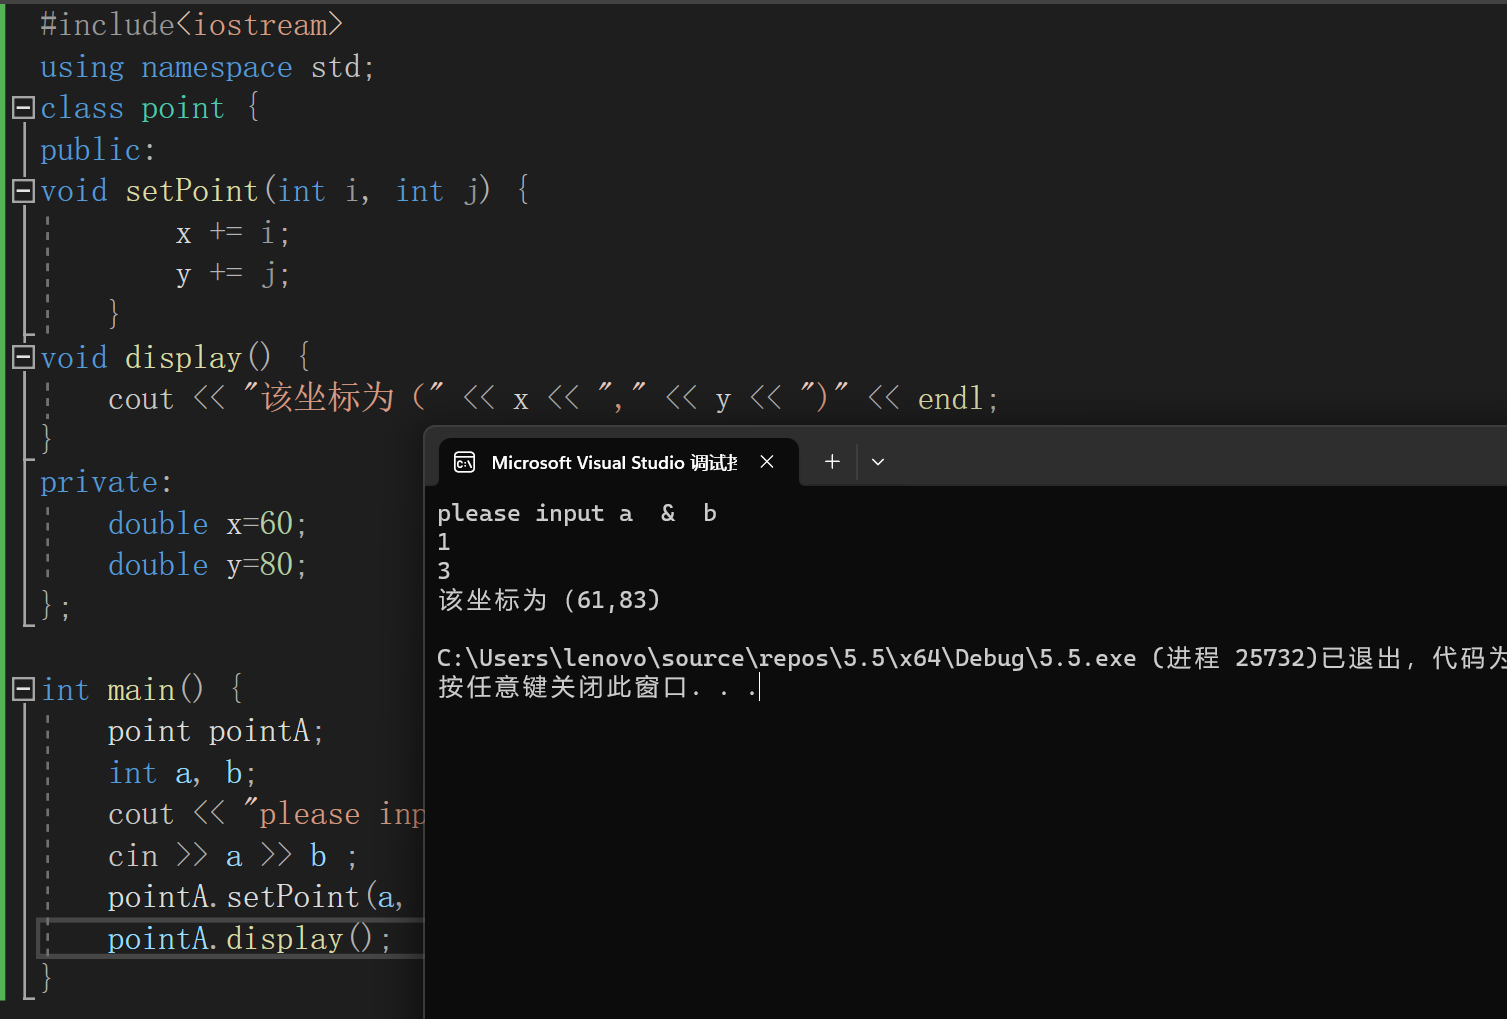 #include<iostream>
using namespace std;
class point {
public:
void setPoint(int i, int j) {
x += i;
y += j;
}
void display() {
cout << "该坐标为（" << x << "," << y << ")" << endl;
}
private:
double x=60;
double y=80;
};
int main() {
point pointA;
int a, b;
cout << "please inp
cin >> a >> b ;
pointA.setPoint(a,
pointA.display();
}
Microsoft Visual Studio 调试
please input a  &  b
1
3
该坐标为（61,83)
C:\Users\lenovo\source\repos\5.5\x64\Debug\5.5.exe (进程 25732)已退出，代码为
按任意键关闭此窗口. . .